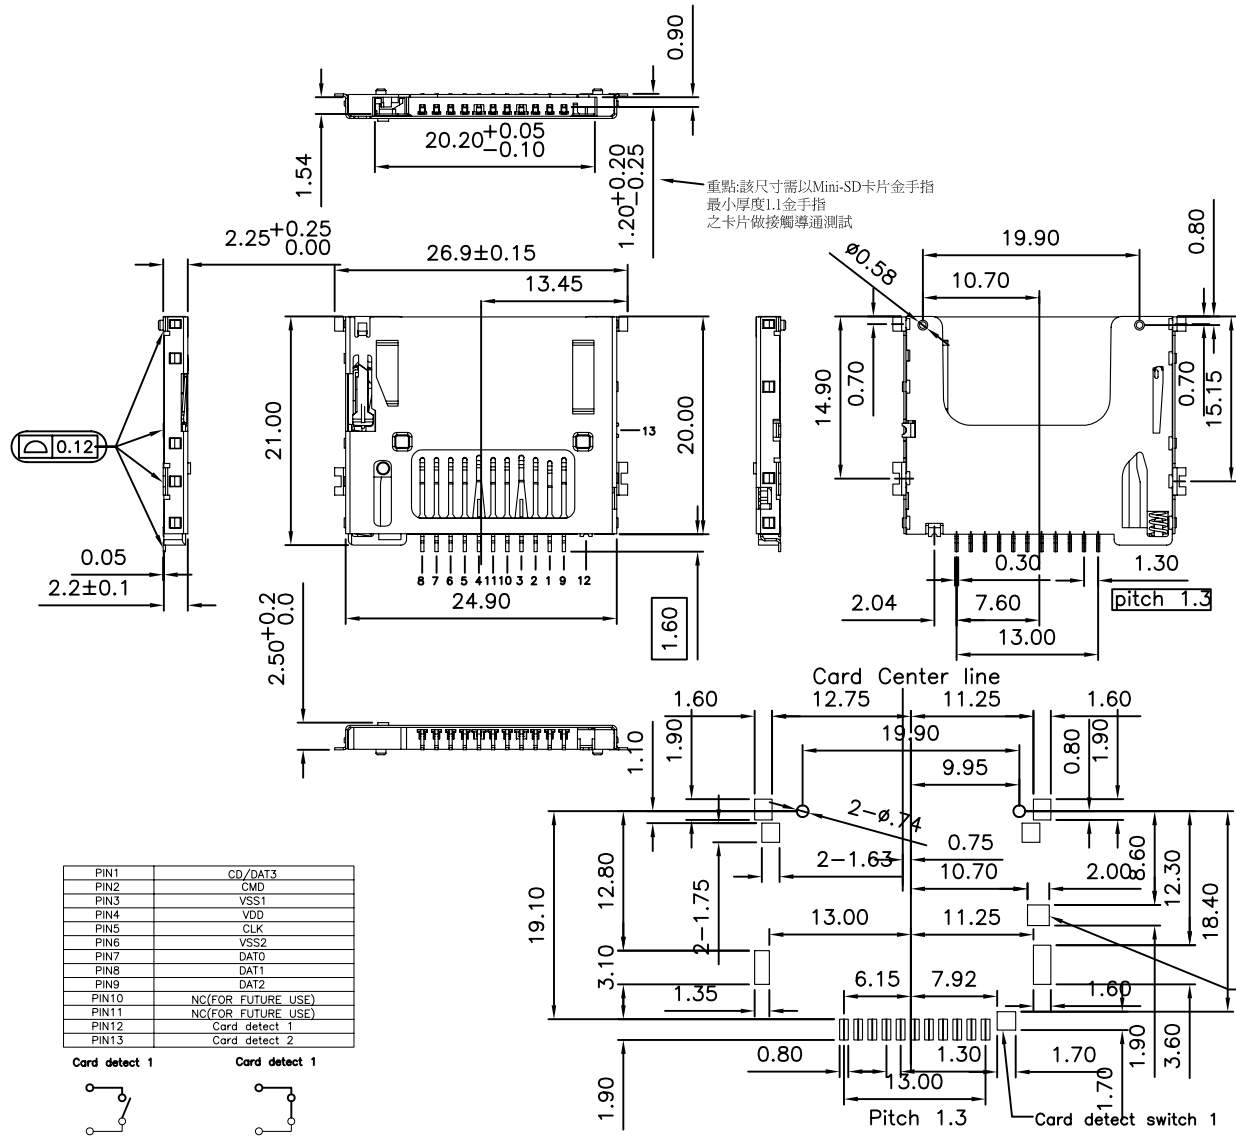 0.90
20.20 +0.05 -0.10
1.54
1.20 +0.20 -0.25
重點:該尺寸需以Mini-SD卡片金手指
最小厚度1.1金手指
之卡片做接觸導通測試
2.25 +0.25 0.00
26.9±0.15
13.45
19.90
0.80
ø0.58
10.70
21.00
20.00
13
14.90
0.70
0.70
15.15
0.12
0.05
2.2±0.1
8 7 6 5 4 11 10 3 2 1 9 12
24.90
1.60
0.30
1.30
pitch 1.3
2.04
7.60
13.00
2.50 +0.2 0.0
Card Center line
1.60
12.75
11.25
1.60
1.10
1.90
19.90
0.80
1.90
9.95
2-ø.74
0.75
2-1.63
10.70
2.00
8.60
12.30
18.40
19.10
12.80
2-1.75
13.00
11.25
3.10
6.15
7.92
1.35
1.60
1.90
3.60
0.80
1.30
1.70
1.90
13.00
1.70
Pitch 1.3
Card detect switch 1
PIN1 CD/DAT3
PIN2 CMD
PIN3 VSS1
PIN4 VDD
PIN5 CLK
PIN6 VSS2
PIN7 DAT0
PIN8 DAT1
PIN9 DAT2
PIN10 NC(FOR FUTURE USE)
PIN11 NC(FOR FUTURE USE)
PIN12 Card detect 1
PIN13 Card detect 2
Card detect 1
Card detect 1